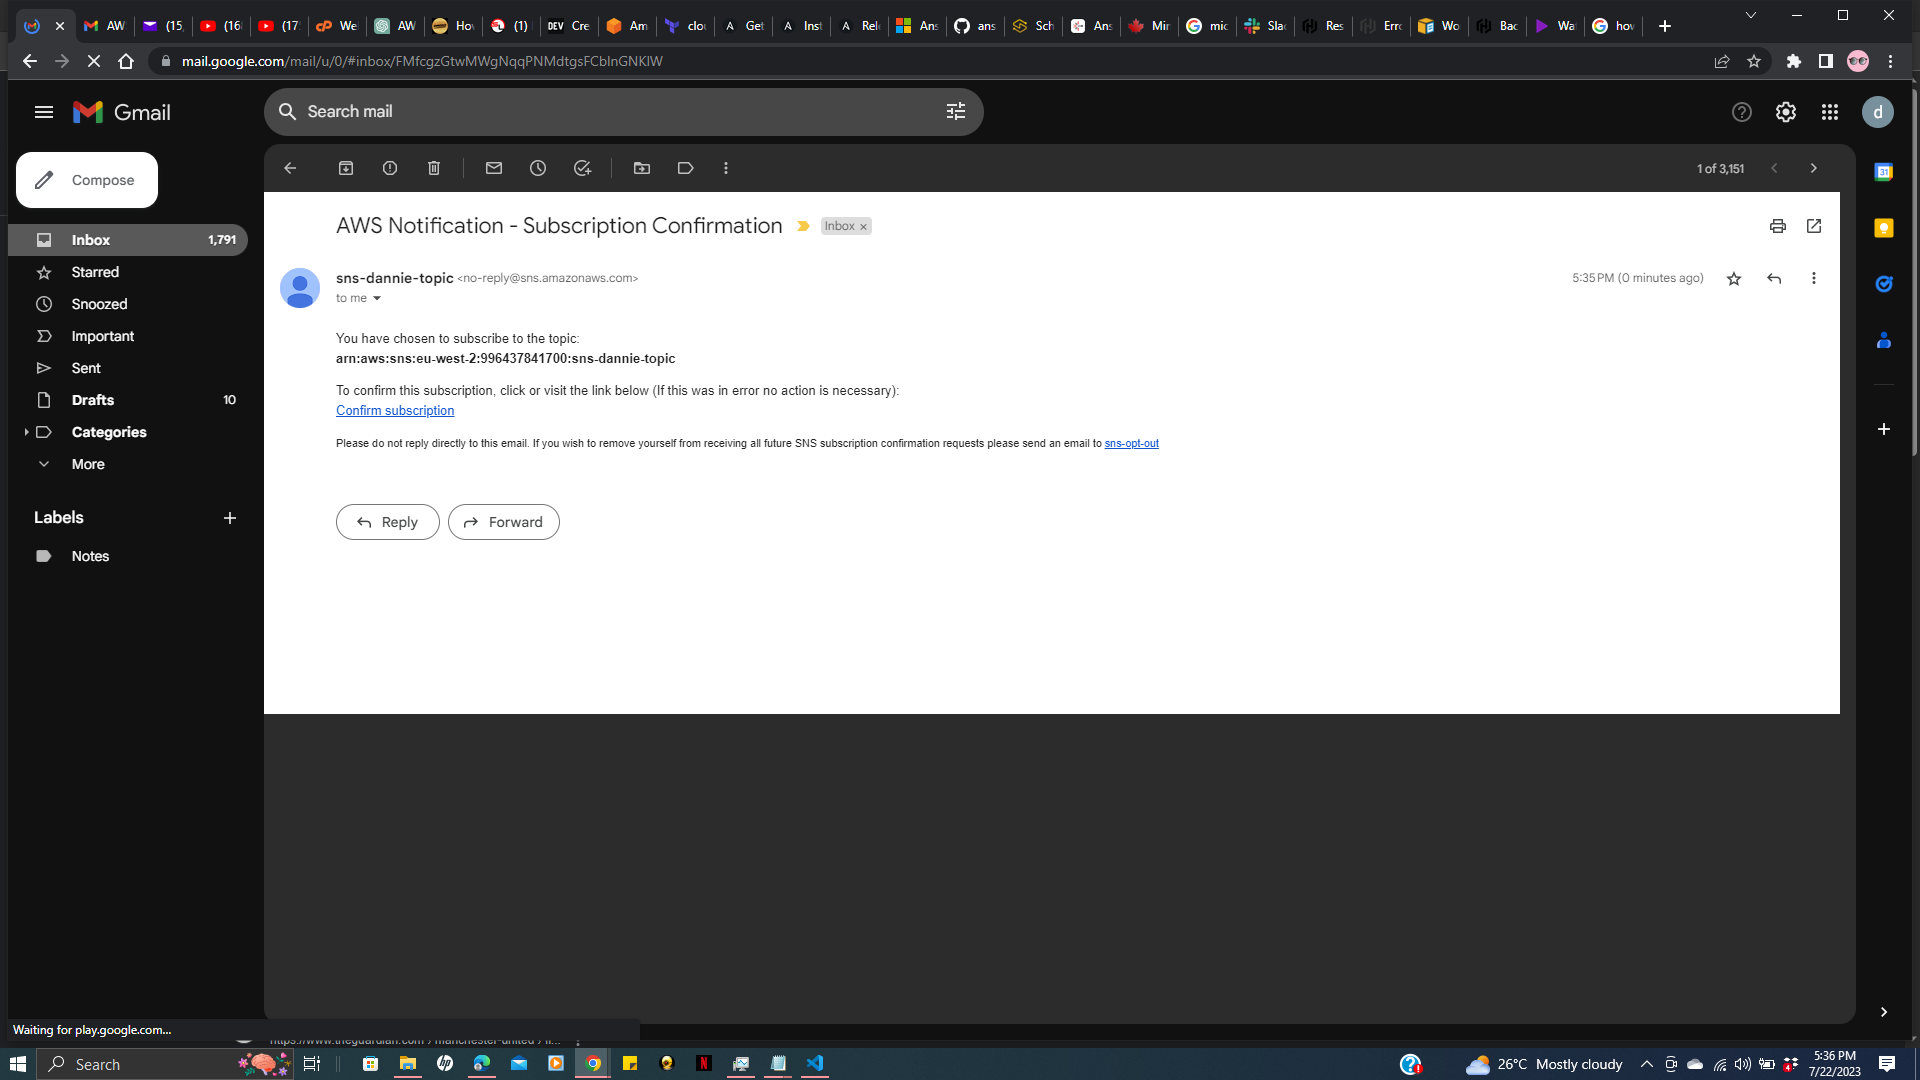 AW
(15
(16
(17
We
AW
Ho
(1)
DEV Cre
Am
clou
Get
Inst
Rel
Ans
ans
Sch
Ans
Mir
mic
Sla
Res
Erro
Wo
Bac
Wa
how
mail.google.com/mail/u/0/#inbox/FMfcgzGtwMWgNqqPNMdtgsFCblnGNKlW
Gmail
Search mail
d
Compose
1 of 3,151
31
AWS Notification - Subscription Confirmation
Inbox ×
Inbox 1,791
Starred
Snoozed
Important
Sent
Drafts 10
Categories
More
Labels
Notes
sns-dannie-topic <no-reply@sns.amazonaws.com>
5:35 PM (0 minutes ago)
to me
You have chosen to subscribe to the topic:
arn:aws:sns:eu-west-2:996437841700:sns-dannie-topic
To confirm this subscription, click or visit the link below (If this was in error no action is necessary):
Confirm subscription
Please do not reply directly to this email. If you wish to remove yourself from receiving all future SNS subscription confirmation requests please send an email to sns-opt-out
Reply
Forward
Waiting for play.google.com...
Search
26°C Mostly cloudy
5:36 PM
7/22/2023